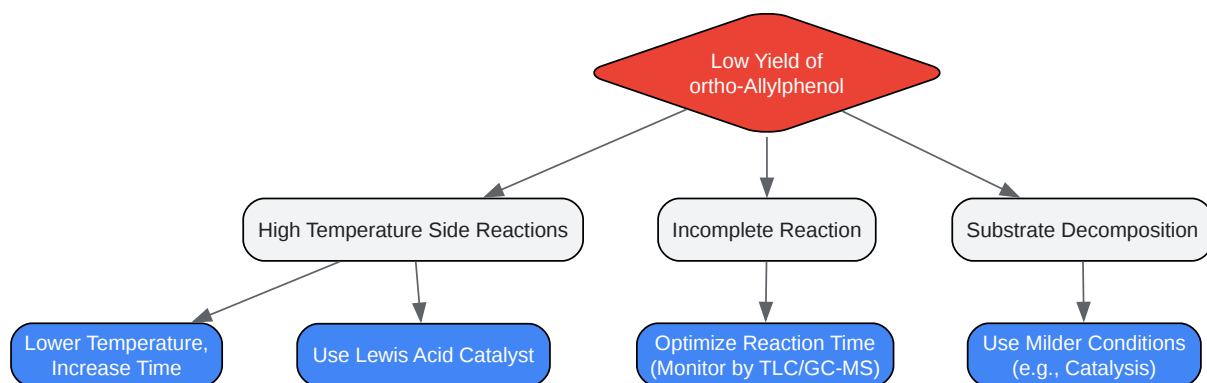 Low Yield of
ortho-Allylphenol
High Temperature Side Reactions
Incomplete Reaction
Substrate Decomposition
Lower Temperature,
Increase Time
Use Lewis Acid Catalyst
Optimize Reaction Time
(Monitor by TLC/GC-MS)
Use Milder Conditions
(e.g., Catalysis)